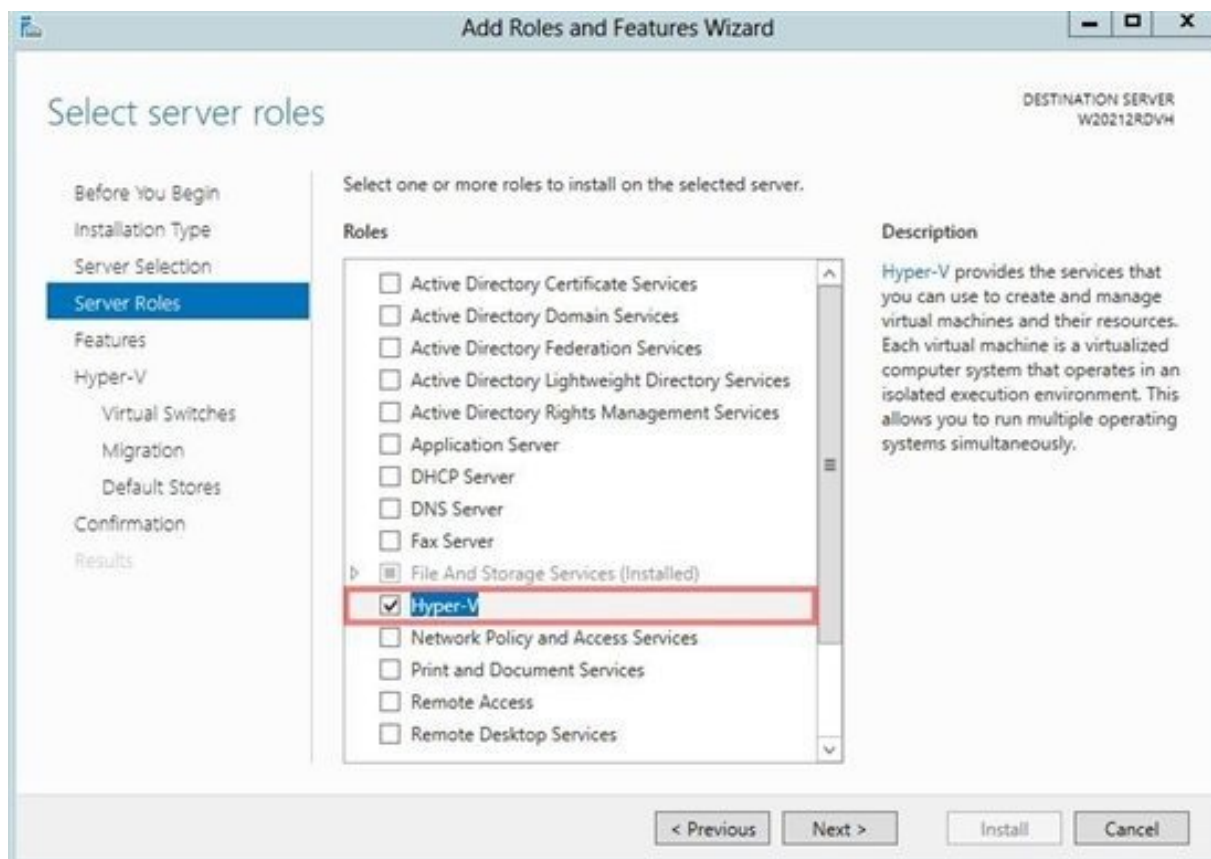 Add Roles and Features Wizard
Select server roles
DESTINATION SERVER
W20212RDVH
Before You Begin
Installation Type
Server Selection
Server Roles
Features
Hyper-V
Virtual Switches
Migration
Default Stores
Confirmation
Results
Select one or more roles to install on the selected server.
Roles
Active Directory Certificate Services
Active Directory Domain Services
Active Directory Federation Services
Active Directory Lightweight Directory Services
Active Directory Rights Management Services
Application Server
DHCP Server
DNS Server
Fax Server
File And Storage Services (Installed)
Hyper-V
Network Policy and Access Services
Print and Document Services
Remote Access
Remote Desktop Services
Description
Hyper-V provides the services that
you can use to create and manage
virtual machines and their resources.
Each virtual machine is a virtualized
computer system that operates in an
isolated execution environment. This
allows you to run multiple operating
systems simultaneously.
< Previous
Next >
Install
Cancel